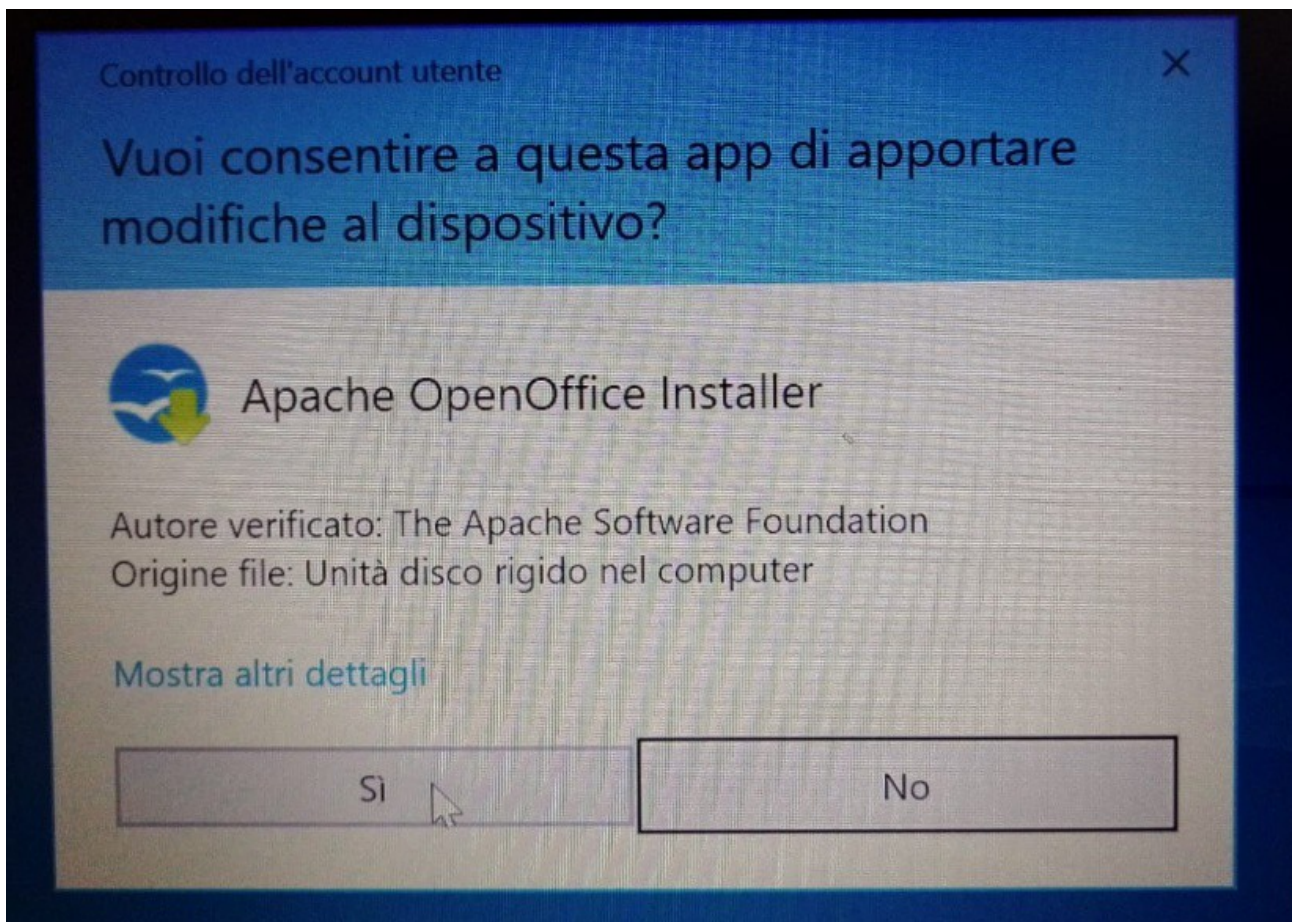 Controllo dell'account utente
Vuoi consentire a questa app di apportare
modifiche al dispositivo?
Apache OpenOffice Installer
Autore verificato: The Apache Software Foundation
Origine file: Unità disco rigido nel computer
Mostra altri dettagli
Sì
No